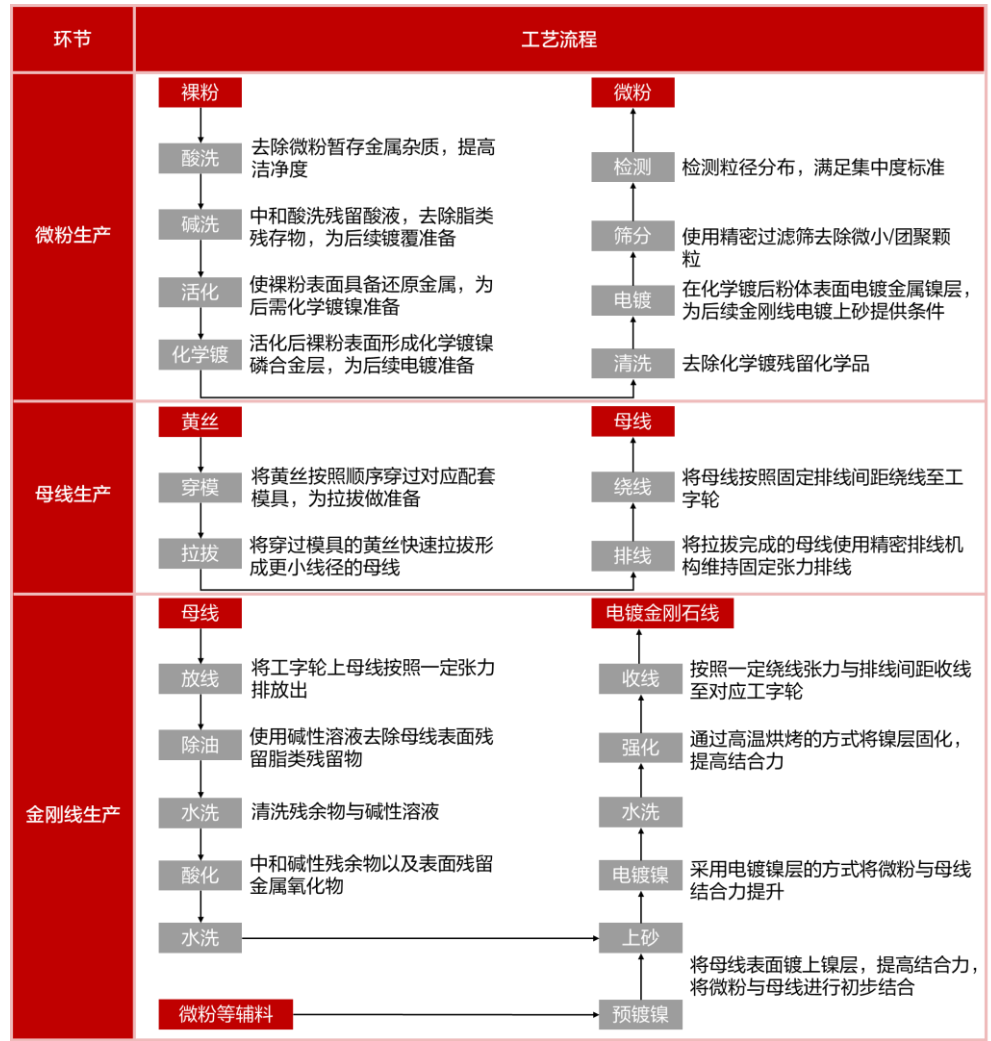 环节
工艺流程
微粉生产
裸粉
酸洗
去除微粉暂存金属杂质，提高
洁净度
碱洗
中和酸洗残留酸液，去除脂类
残存物，为后续镀覆准备
活化
使裸粉表面具备还原金属，为
后需化学镀镍准备
化学镀
活化后裸粉表面形成化学镀镍
磷合金层，为后续电镀准备
微粉
检测
检测粒径分布，满足集中度标准
筛分
使用精密过滤筛去除微小/团聚颗
粒
电镀
在化学镀后粉体表面电镀金属镍层，
为后续金刚线电镀上砂提供条件
清洗
去除化学镀残留化学品
母线生产
黄丝
穿模
将黄丝按照顺序穿过对应配套
模具，为拉拔做准备
拉拔
将穿过模具的黄丝快速拉拔形
成更小线径的母线
母线
绕线
将母线按照固定排线间距绕线至工
字轮
排线
将拉拔完成的母线使用精密排线机
构维持固定张力排线
金刚线生产
母线
放线
将工字轮上母线按照一定张力
排放出
除油
使用碱性溶液去除母线表面残
留脂类残留物
水洗
清洗残余物与碱性溶液
酸化
中和碱性残余物以及表面残留
金属氧化物
水洗
微粉等辅料
电镀金刚石线
收线
按照一定绕线张力与排线间距收线
至对应工字轮
强化
通过高温烘烤的方式将镍层固化，
提高结合力
水洗
电镀镍
采用电镀镍层的方式将微粉与母线
结合力提升
上砂
将母线表面镀上镍层，提高结合力，
将微粉与母线进行初步结合
预镀镍